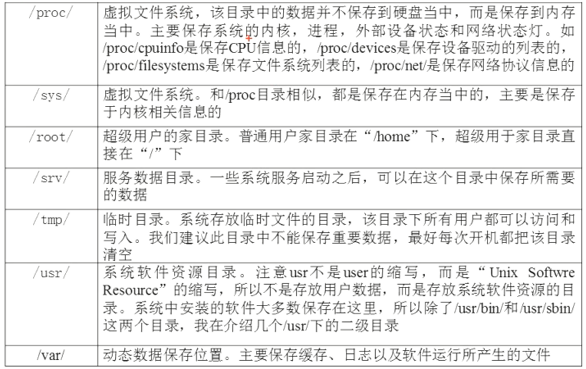 /proc/
虚拟文件系统，该目录中的数据并不保存到硬盘当中，而是保存到内存
当中。主要保存系统的内核，进程，外部设备状态和网络状态灯。如
/proc/cpuinfo是保存CPU信息的，/proc/devices是保存设备驱动的列表的，
/proc/filesystems是保存文件系统列表的，/proc/net/是保存网络协议信息的
/sys/
虚拟文件系统。和/proc目录相似，都是保存在内存当中的，主要是保存
于内核相关信息的
/root/
超级用户的家目录。普通用户家目录在“/home”下，超级用于家目录直
接在“/”下
/srv/
服务数据目录。一些系统服务启动之后，可以在这个目录中保存所需要
的数据
/tmp/
临时目录。系统存放临时文件的目录，该目录下所有用户都可以访问和
写入。我们建议此目录中不能保存重要数据，最好每次开机都把该目录
清空
/usr/
系统软件资源目录。注意usr不是user的缩写，而是“Unix Softwre
Resource”的缩写，所以不是存放用户数据，而是存放系统软件资源的目
录。系统中安装的软件大多数保存在这里，所以除了/usr/bin/和/usr/sbin/
这两个目录，我在介绍几个/usr/下的二级目录
/var/
动态数据保存位置。主要保存缓存、日志以及软件运行所产生的文件